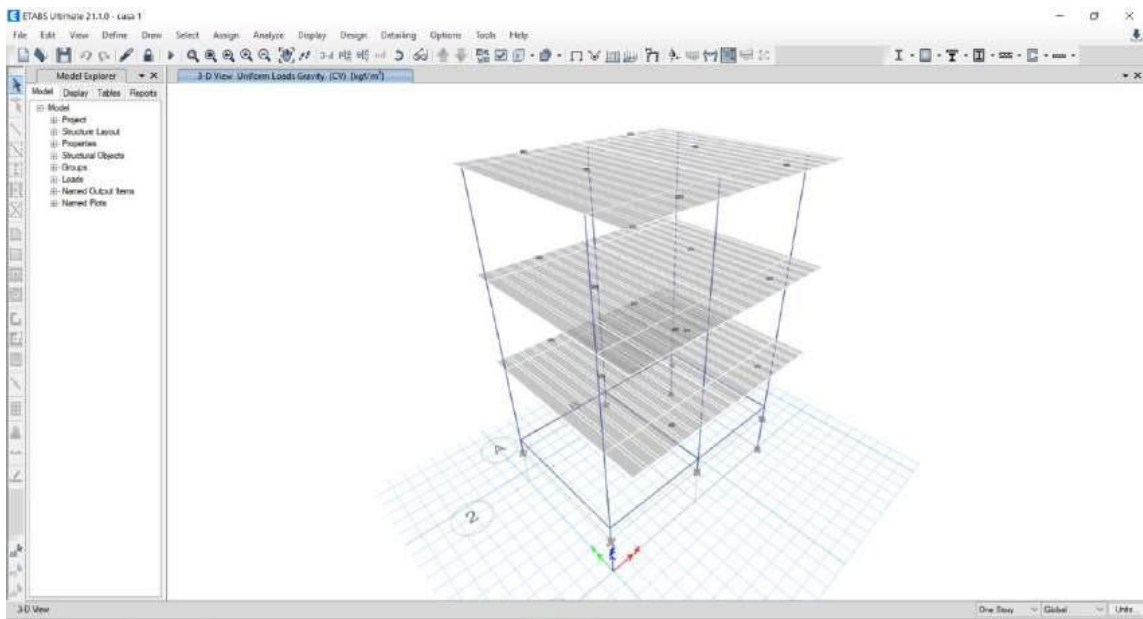 ETABS Ultimate 21.1.0 - casa 1
File Edit View Define Draw Select Assign Analyze Display Design Detailing Options Tools Help
Model Explorer
3-D View Uniform Loads Gravity (CV) [kgf/m²]
Model Display Tables Reports
Model
Project
Structure Layout
Properties
Structural Objects
Groups
Loads
Named Output Items
Named Plots
2
3-D View
One Story
Global
Units...